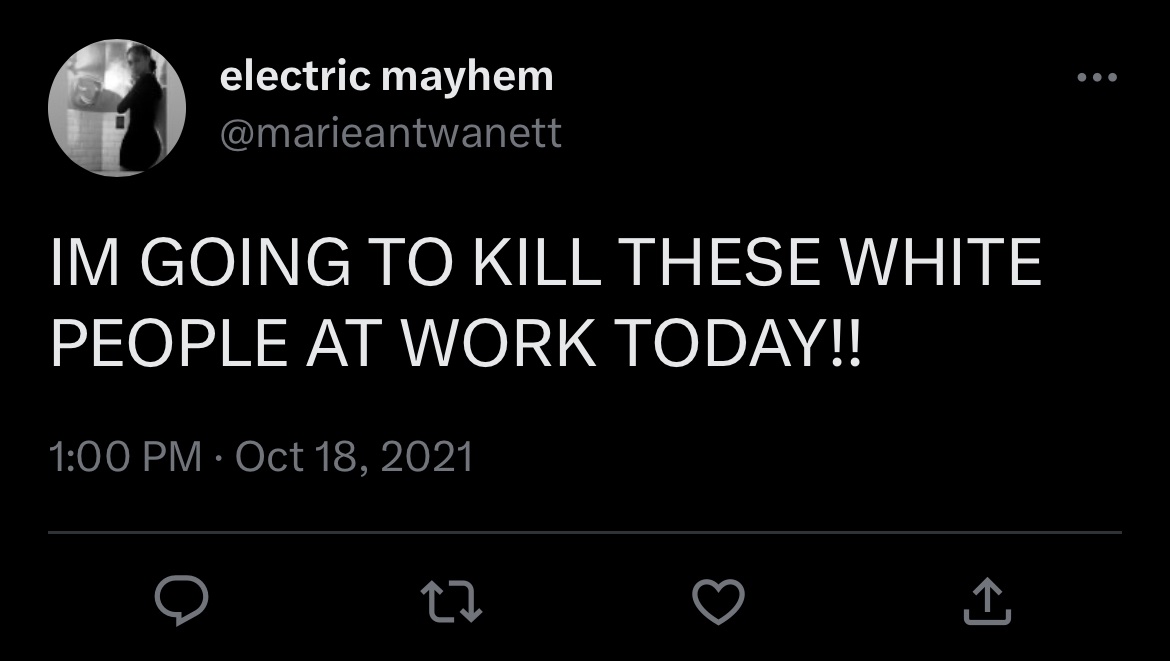 electric mayhem
@marieantwanett
IM GOING TO KILL THESE WHITE
PEOPLE AT WORK TODAY!!
1:00 PM · Oct 18, 2021